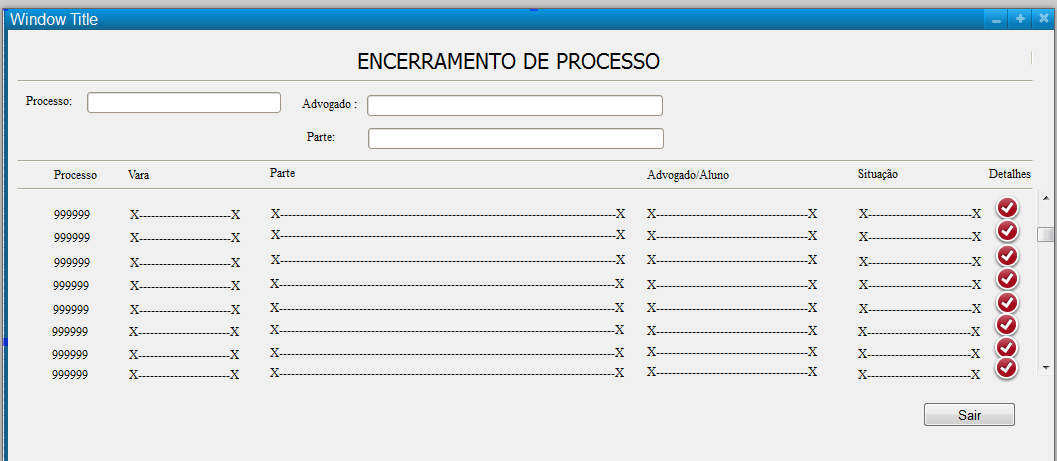 Window Title
ENCERRAMENTO DE PROCESSO
Processo: Advogado :
Parte:
Processo Vara Parte Advogado/Aluno Situação Detalhes
999999 X-----------------------X X------------------------------------------------------------------------------------X X--------------------------------------X X--------------------------X
999999 X-----------------------X X------------------------------------------------------------------------------------X X--------------------------------------X X--------------------------X
999999 X-----------------------X X------------------------------------------------------------------------------------X X--------------------------------------X X--------------------------X
999999 X-----------------------X X------------------------------------------------------------------------------------X X--------------------------------------X X--------------------------X
999999 X-----------------------X X------------------------------------------------------------------------------------X X--------------------------------------X X--------------------------X
999999 X-----------------------X X------------------------------------------------------------------------------------X X--------------------------------------X X--------------------------X
999999 X-----------------------X X------------------------------------------------------------------------------------X X--------------------------------------X X--------------------------X
999999 X-----------------------X X------------------------------------------------------------------------------------X X--------------------------------------X X--------------------------X
Sair